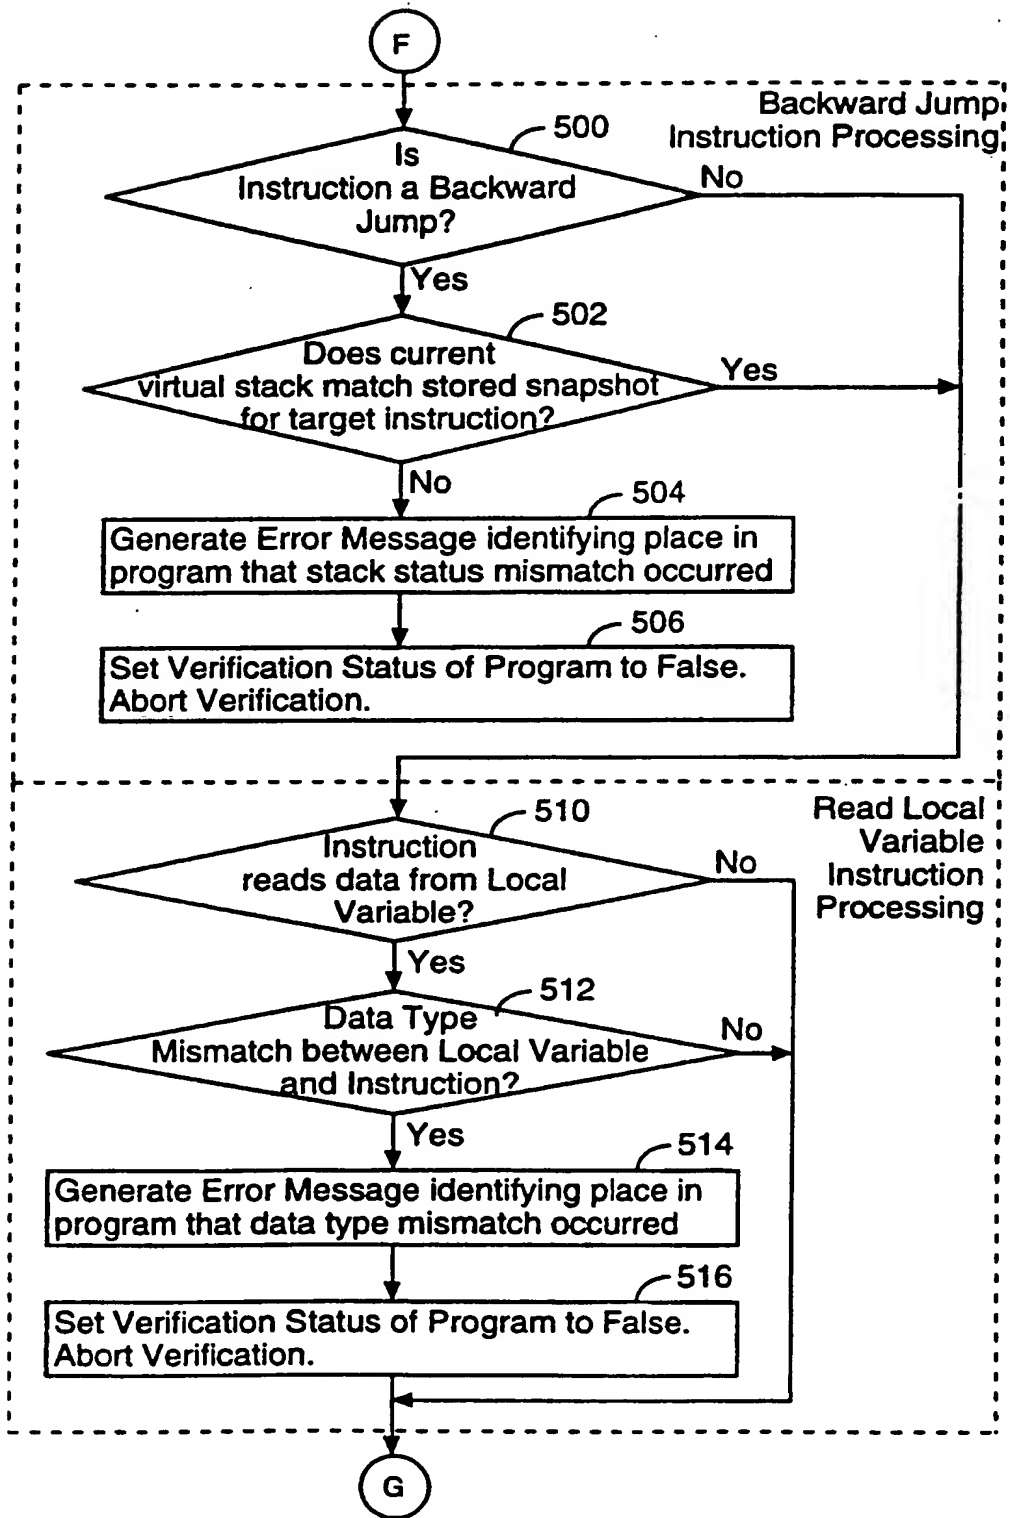 F
Backward Jump
Instruction Processing
500
Is
Instruction a Backward
Jump?
No
Yes
502
Does current
virtual stack match stored snapshot
for target instruction?
Yes
No
504
Generate Error Message identifying place in
program that stack status mismatch occurred
506
Set Verification Status of Program to False.
Abort Verification.
510
Read Local
Variable
Instruction
Processing
Instruction
reads data from Local
Variable?
No
Yes
512
Data Type
Mismatch between Local Variable
and Instruction?
No
Yes
514
Generate Error Message identifying place in
program that data type mismatch occurred
516
Set Verification Status of Program to False.
Abort Verification.
G